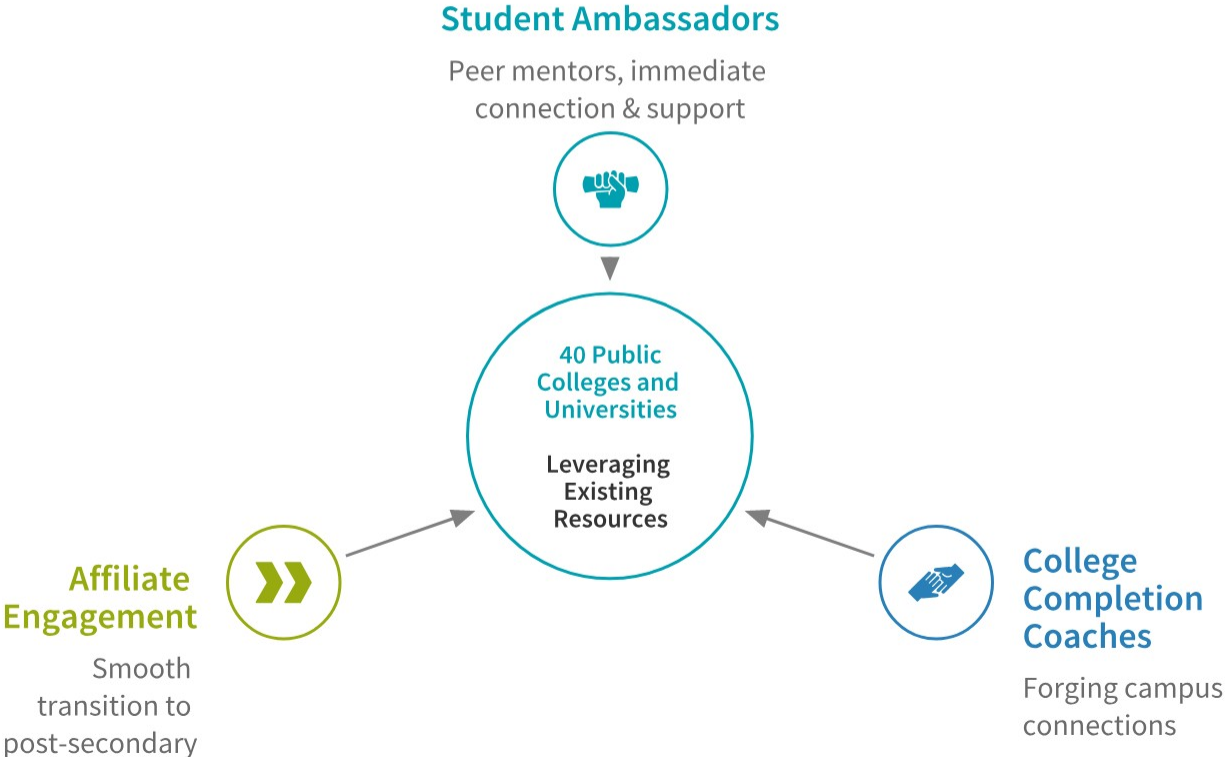 Student Ambassadors
Peer mentors, immediate
connection & support
40 Public
Colleges and
Universities
Leveraging
Existing
Resources
Affiliate
Engagement
Smooth
transition to
post-secondary
College
Completion
Coaches
Forging campus
connections